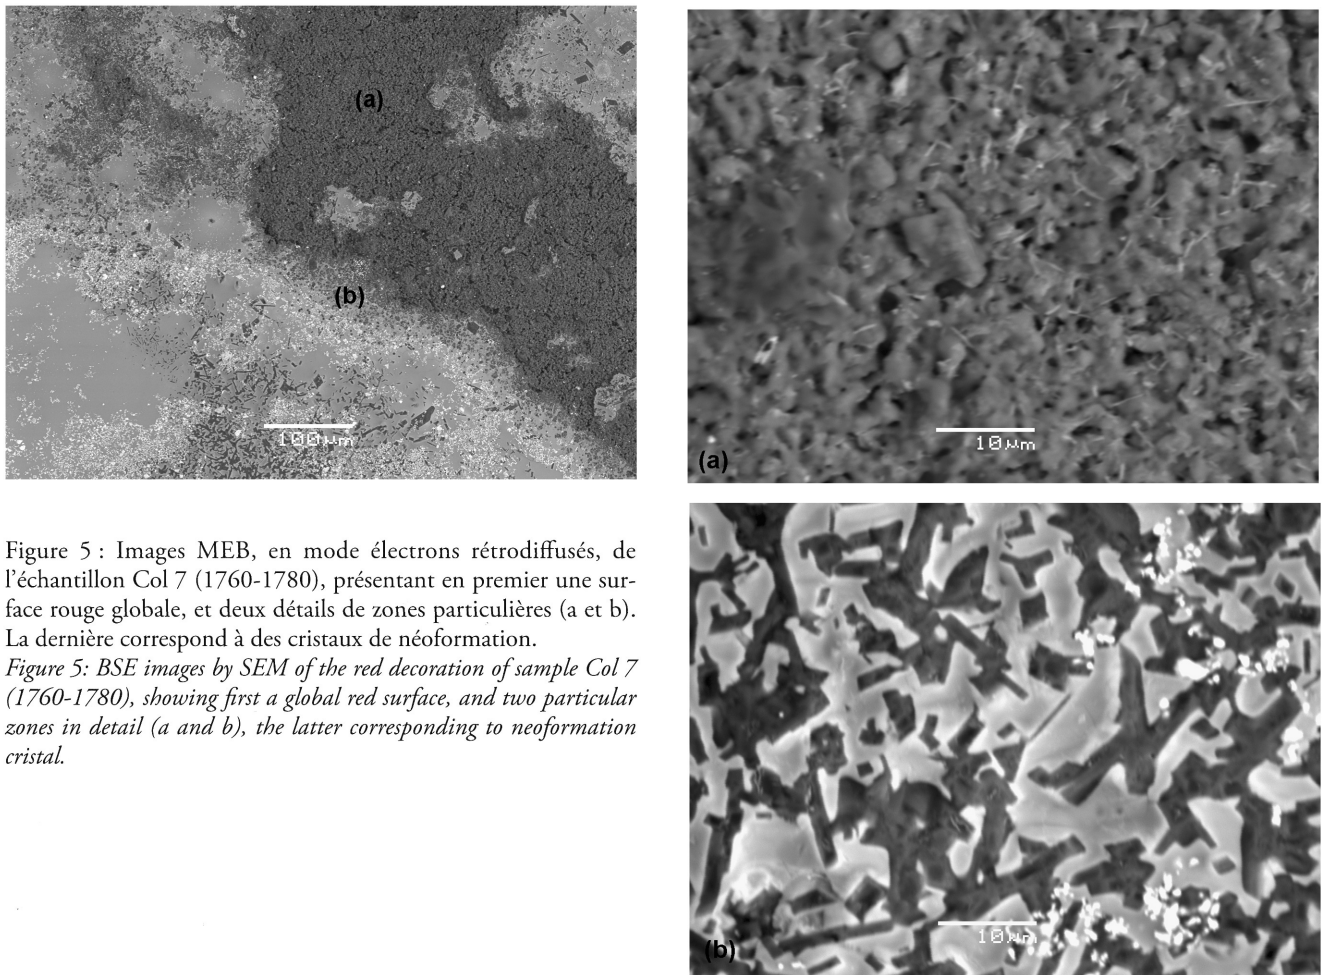 (a)
(b)
100µm
10µm
(a)
10µm
(b)
Figure 5 : Images MEB, en mode électrons rétrodiffusés, de
l'échantillon Col 7 (1760-1780), présentant en premier une sur-
face rouge globale, et deux détails de zones particulières (a et b).
La dernière correspond à des cristaux de néoformation.
Figure 5: BSE images by SEM of the red decoration of sample Col 7
(1760-1780), showing first a global red surface, and two particular
zones in detail (a and b), the latter corresponding to neoformation
cristal.